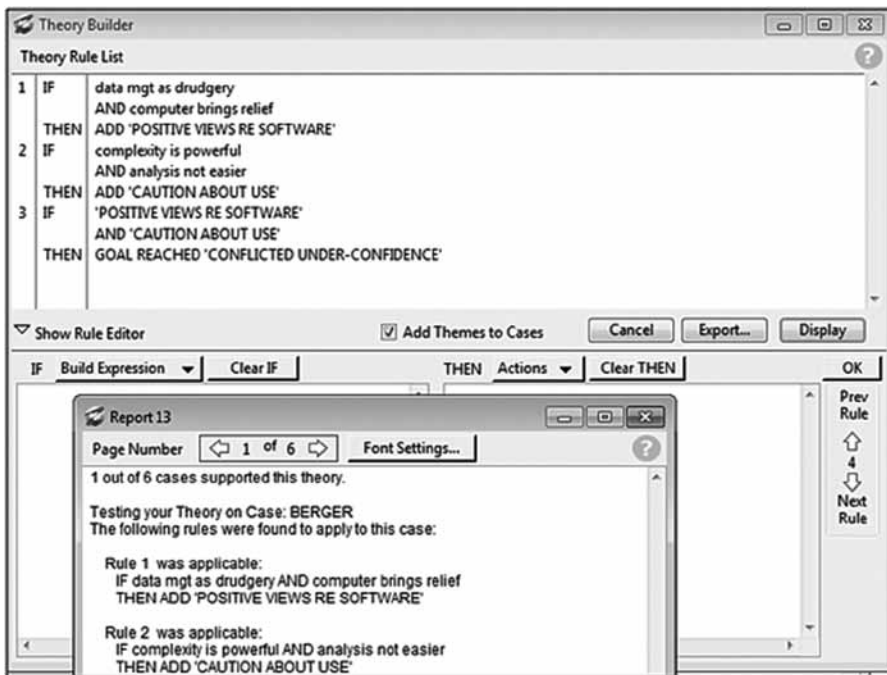 Theory Builder
Theory Rule List
?
1 IF data mgt as drudgery
AND computer brings relief
THEN ADD 'POSITIVE VIEWS RE SOFTWARE'
2 IF complexity is powerful
AND analysis not easier
THEN ADD 'CAUTION ABOUT USE'
3 IF 'POSITIVE VIEWS RE SOFTWARE'
AND 'CAUTION ABOUT USE'
THEN GOAL REACHED 'CONFLICTED UNDER-CONFIDENCE'
Show Rule Editor Add Themes to Cases Cancel Export... Display
IF Build Expression Clear IF THEN Actions Clear THEN OK
Prev
Rule
4
Next
Rule
Report 13
Page Number 1 of 6 Font Settings... ?
1 out of 6 cases supported this theory.
Testing your Theory on Case: BERGER
The following rules were found to apply to this case:
Rule 1 was applicable:
IF data mgt as drudgery AND computer brings relief
THEN ADD 'POSITIVE VIEWS RE SOFTWARE'
Rule 2 was applicable:
IF complexity is powerful AND analysis not easier
THEN ADD 'CAUTION ABOUT USE'